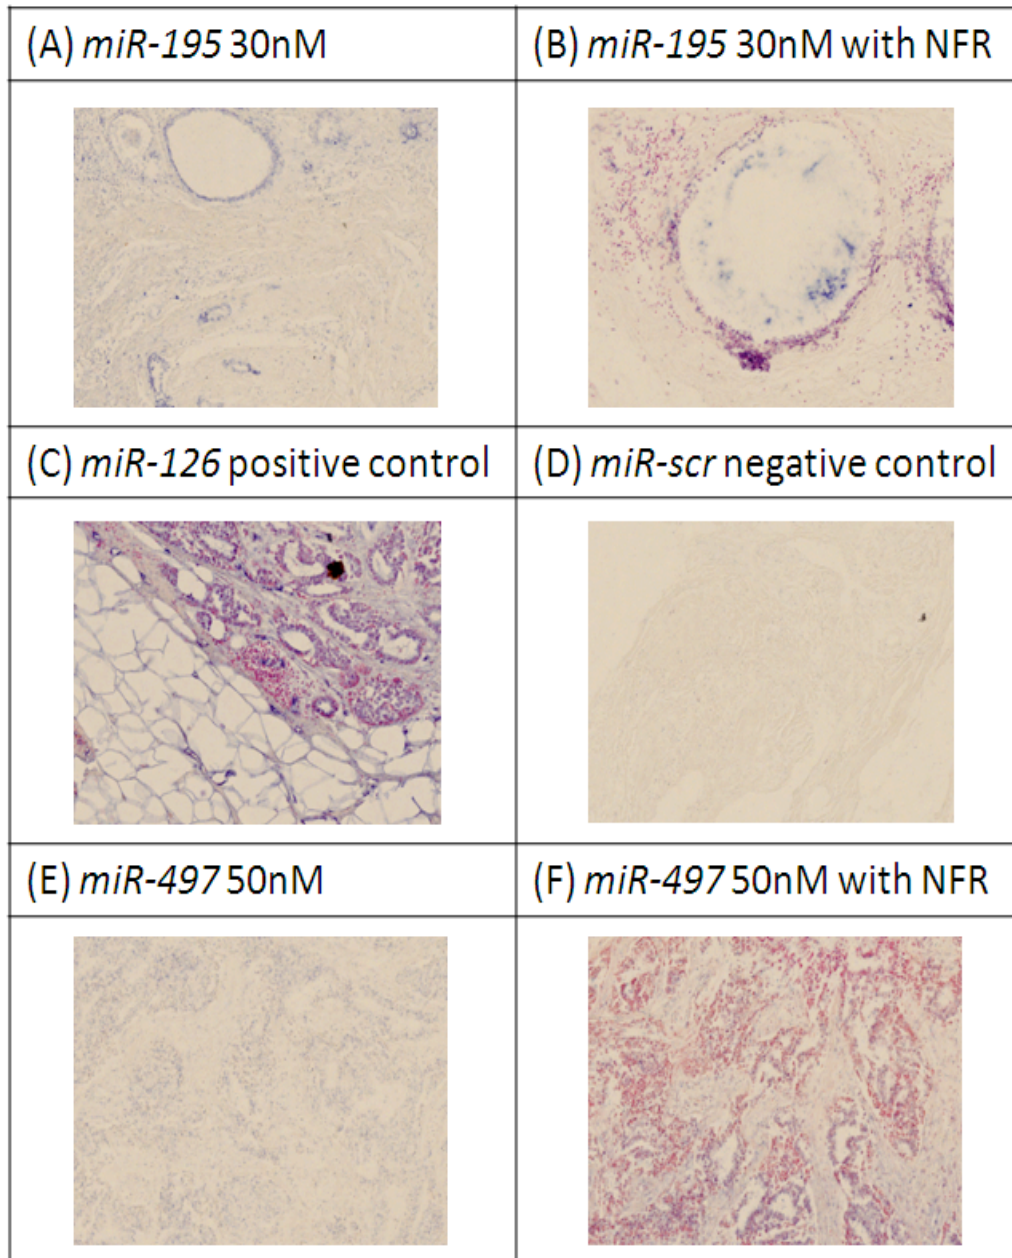 (A) miR-195 30nM
(B) miR-195 30nM with NFR
(C) miR-126 positive control
(D) miR-scr negative control
(E) miR-497 50nM
(F) miR-497 50nM with NFR